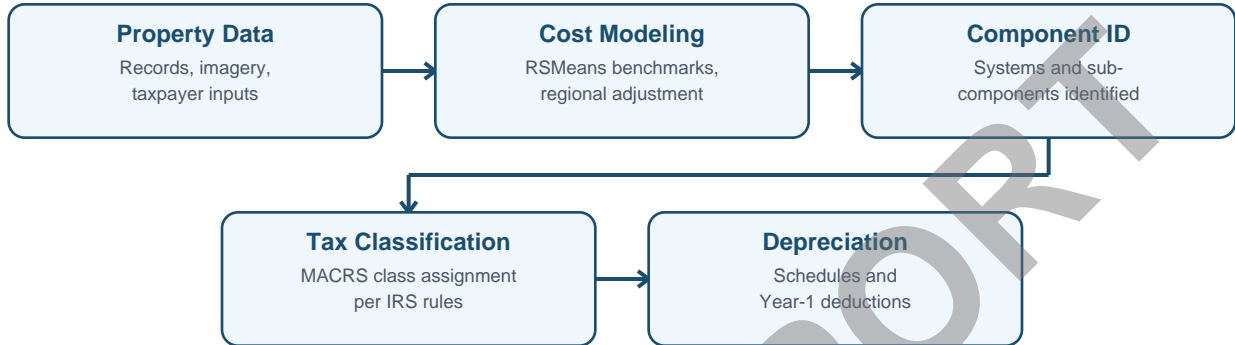 Property Data
Records, imagery,
taxpayer inputs
Cost Modeling
RSMeans benchmarks,
regional adjustment
Component ID
Systems and sub-
components identified
Tax Classification
MACRS class assignment
per IRS rules
Depreciation
Schedules and
Year-1 deductions
PORT